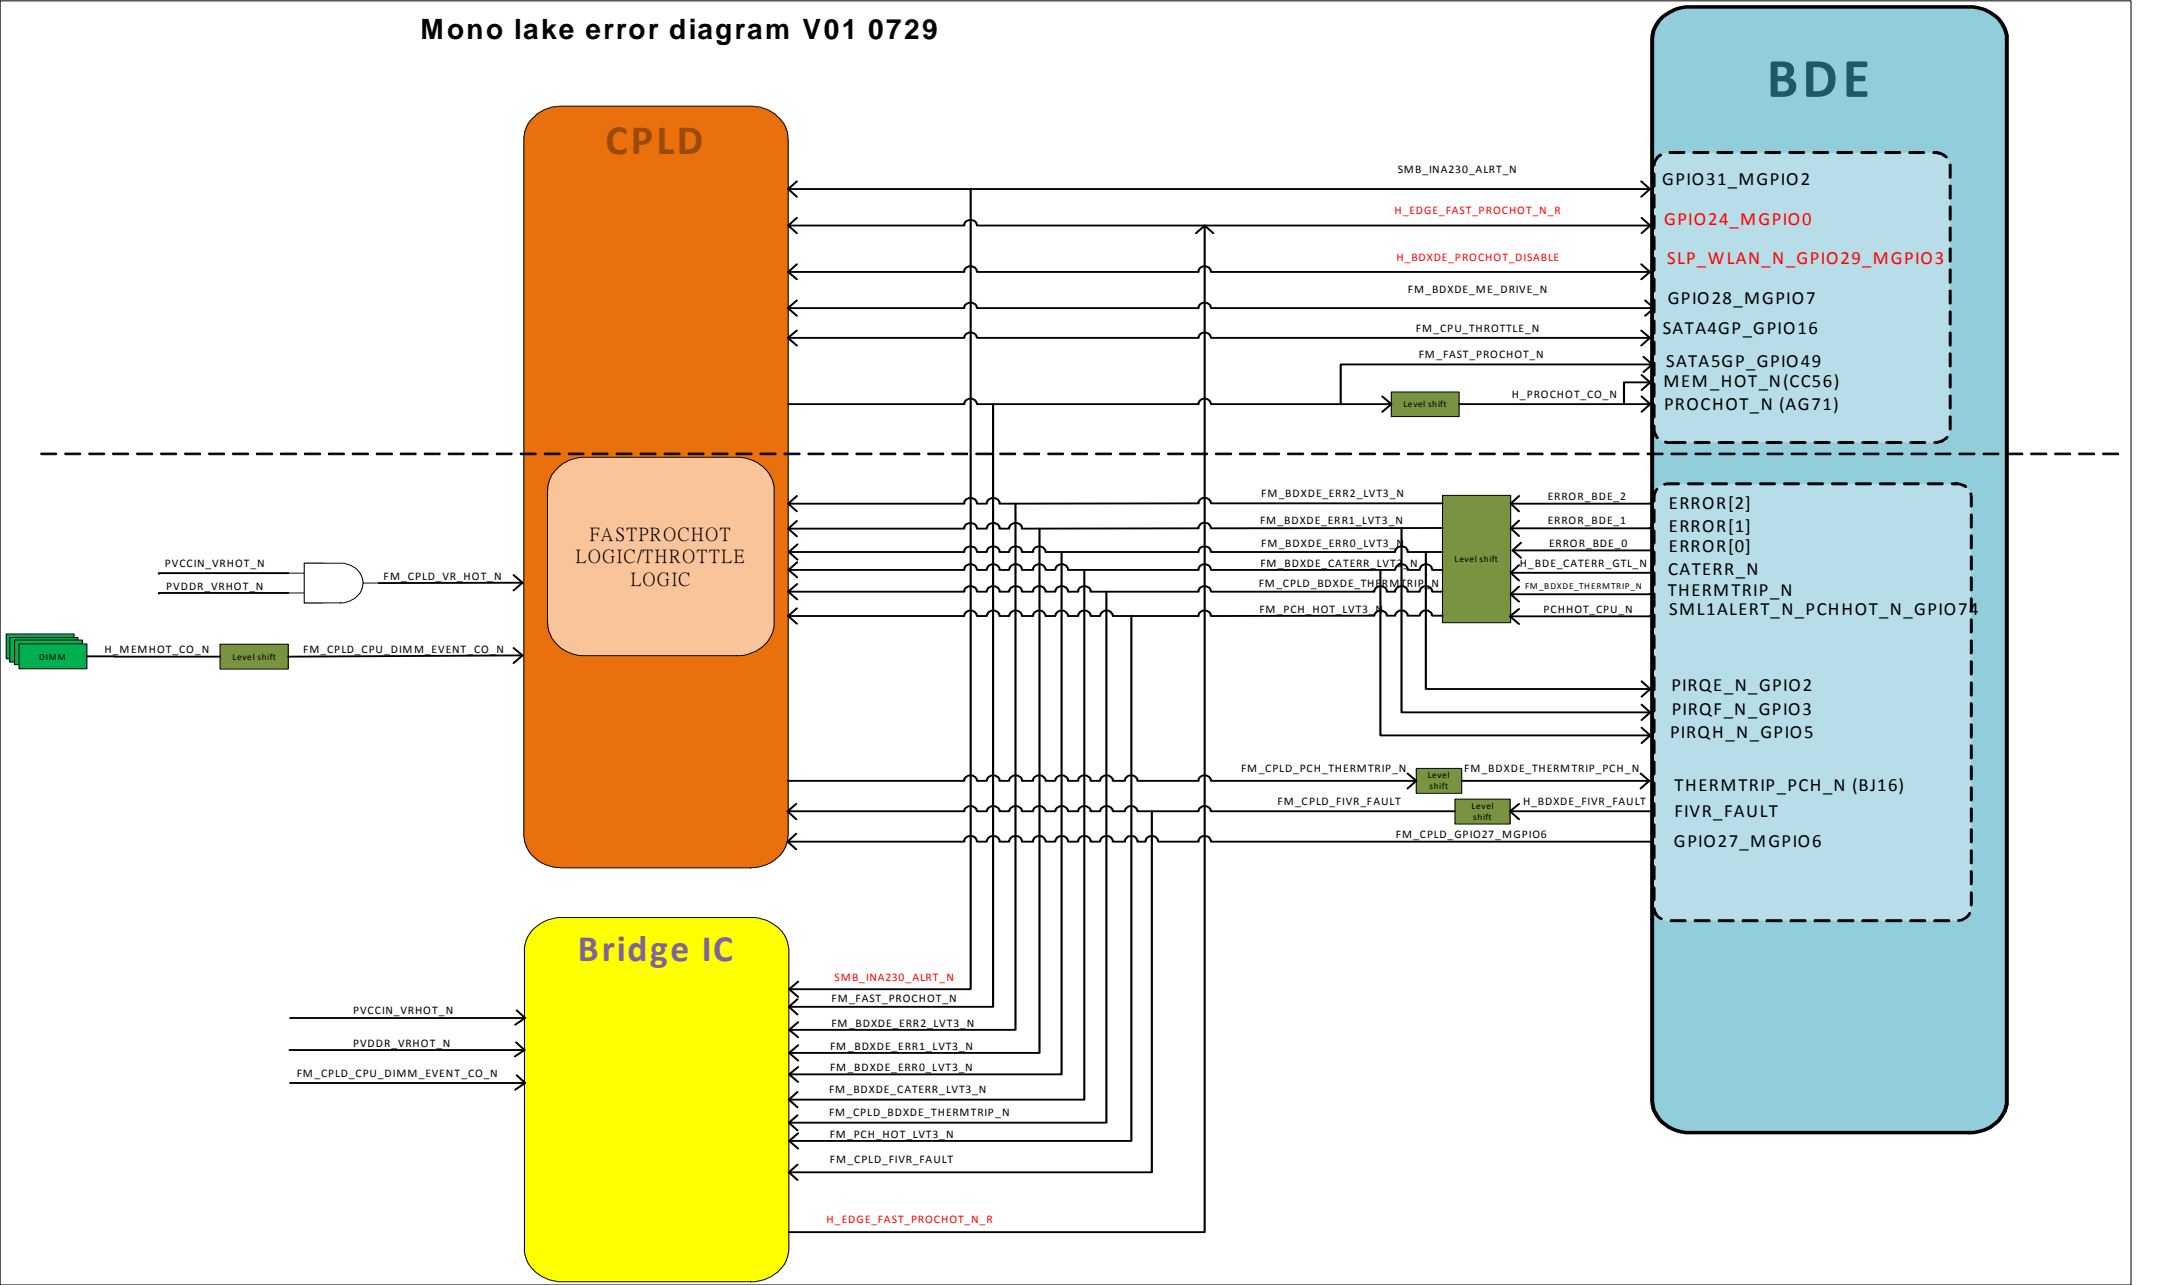 Mono lake error diagram V01 0729
BDE
CPLD
SMB_INA230_ALRT_N
GPIO31_MGPIO2
H_EDGE_FAST_PROCHOT_N_R
GPIO24_MGPIO0
H_BDXDE_PROCHOT_DISABLE
SLP_WLAN_N_GPIO29_MGPIO3
FM_BDXDE_ME_DRIVE_N
GPIO28_MGPIO7
FM_CPU_THROTTLE_N
SATA4GP_GPIO16
FM_FAST_PROCHOT_N
SATA5GP_GPIO49
MEM_HOT_N(CC56)
Level shift
H_PROCHOT_CO_N
PROCHOT_N (AG71)
FASTPROCHOT
LOGIC/THROTTLE
LOGIC
FM_BDXDE_ERR2_LVT3_N
ERROR_BDE_2
ERROR[2]
FM_BDXDE_ERR1_LVT3_N
ERROR_BDE_1
ERROR[1]
FM_BDXDE_ERR0_LVT3_N
ERROR_BDE_0
ERROR[0]
Level shift
FM_BDXDE_CATERR_LVT3_N
H_BDE_CATERR_GTL_N
CATERR_N
FM_CPLD_BDXDE_THERMTRIP_N
FM_BDXDE_THERMTRIP_N
THERMTRIP_N
FM_PCH_HOT_LVT3_N
PCHHOT_CPU_N
SML1ALERT_N_PCHHOT_N_GPIO74
PVCCIN_VRHOT_N
PVDDR_VRHOT_N
FM_CPLD_VR_HOT_N
DIMM
H_MEMHOT_CO_N
Level shift
FM_CPLD_CPU_DIMM_EVENT_CO_N
PIRQE_N_GPIO2
PIRQF_N_GPIO3
PIRQH_N_GPIO5
FM_CPLD_PCH_THERMTRIP_N
Level
shift
FM_BDXDE_THERMTRIP_PCH_N
THERMTRIP_PCH_N (BJ16)
FM_CPLD_FIVR_FAULT
Level
shift
H_BDXDE_FIVR_FAULT
FIVR_FAULT
FM_CPLD_GPIO27_MGPIO6
GPIO27_MGPIO6
Bridge IC
SMB_INA230_ALRT_N
FM_FAST_PROCHOT_N
FM_BDXDE_ERR2_LVT3_N
FM_BDXDE_ERR1_LVT3_N
FM_BDXDE_ERR0_LVT3_N
FM_BDXDE_CATERR_LVT3_N
FM_CPLD_BDXDE_THERMTRIP_N
FM_PCH_HOT_LVT3_N
FM_CPLD_FIVR_FAULT
H_EDGE_FAST_PROCHOT_N_R
PVCCIN_VRHOT_N
PVDDR_VRHOT_N
FM_CPLD_CPU_DIMM_EVENT_CO_N